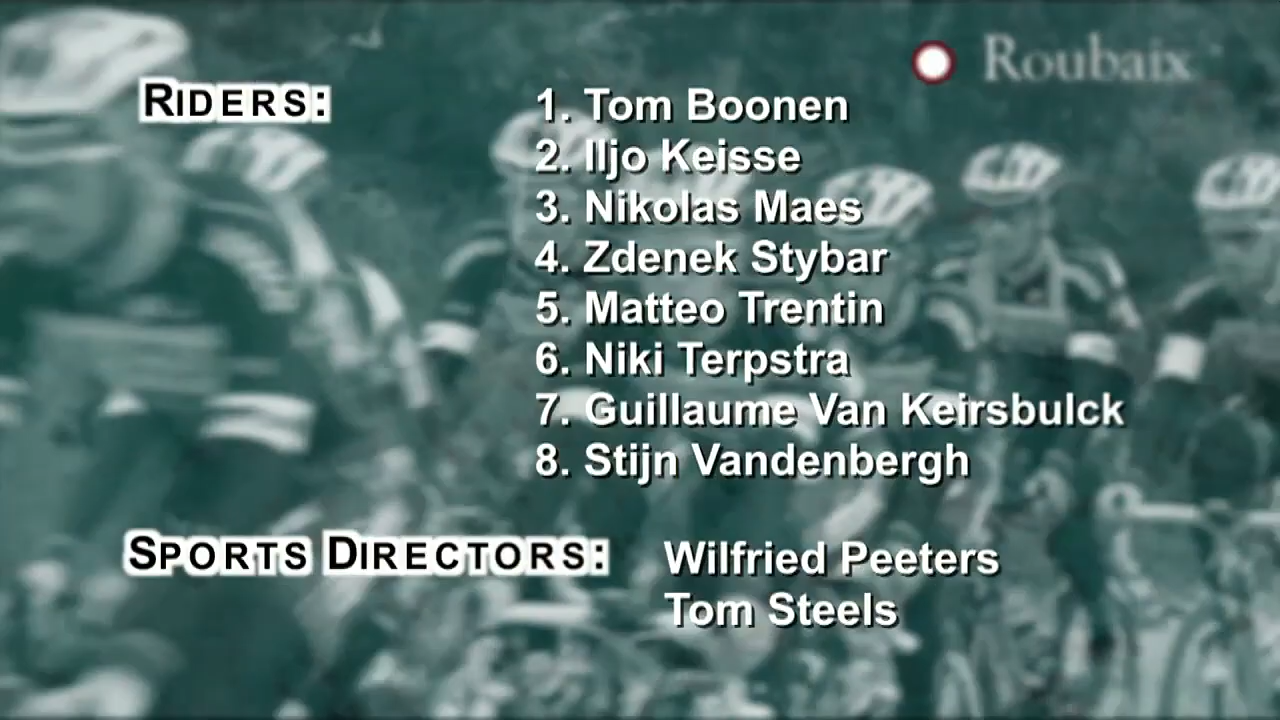 Roubaix
RIDERS:
1. Tom Boonen
2. Iljo Keisse
3. Nikolas Maes
4. Zdenek Stybar
5. Matteo Trentin
6. Niki Terpstra
7. Guillaume Van Keirsbulck
8. Stijn Vandenbergh
SPORTS DIRECTORS:
Wilfried Peeters
Tom Steels